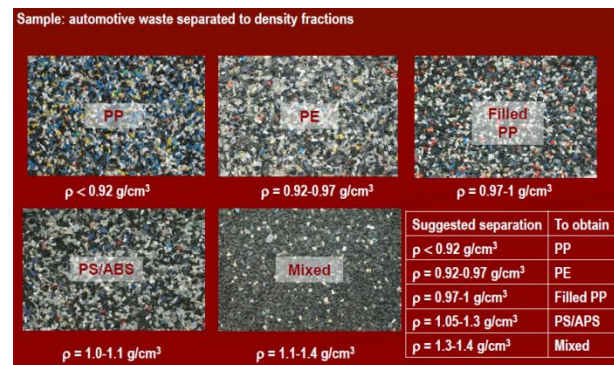 Sample: automotive waste separated to density fractions
PP
PE
Filled
PP
ρ < 0.92 g/cm³
ρ = 0.92-0.97 g/cm³
ρ = 0.97-1 g/cm³
PS/ABS
Mixed
ρ = 1.0-1.1 g/cm³
ρ = 1.1-1.4 g/cm³
Suggested separation To obtain
ρ < 0.92 g/cm³ PP
ρ = 0.92-0.97 g/cm³ PE
ρ = 0.97-1 g/cm³ Filled PP
ρ = 1.05-1.3 g/cm³ PS/APS
ρ = 1.3-1.4 g/cm³ Mixed